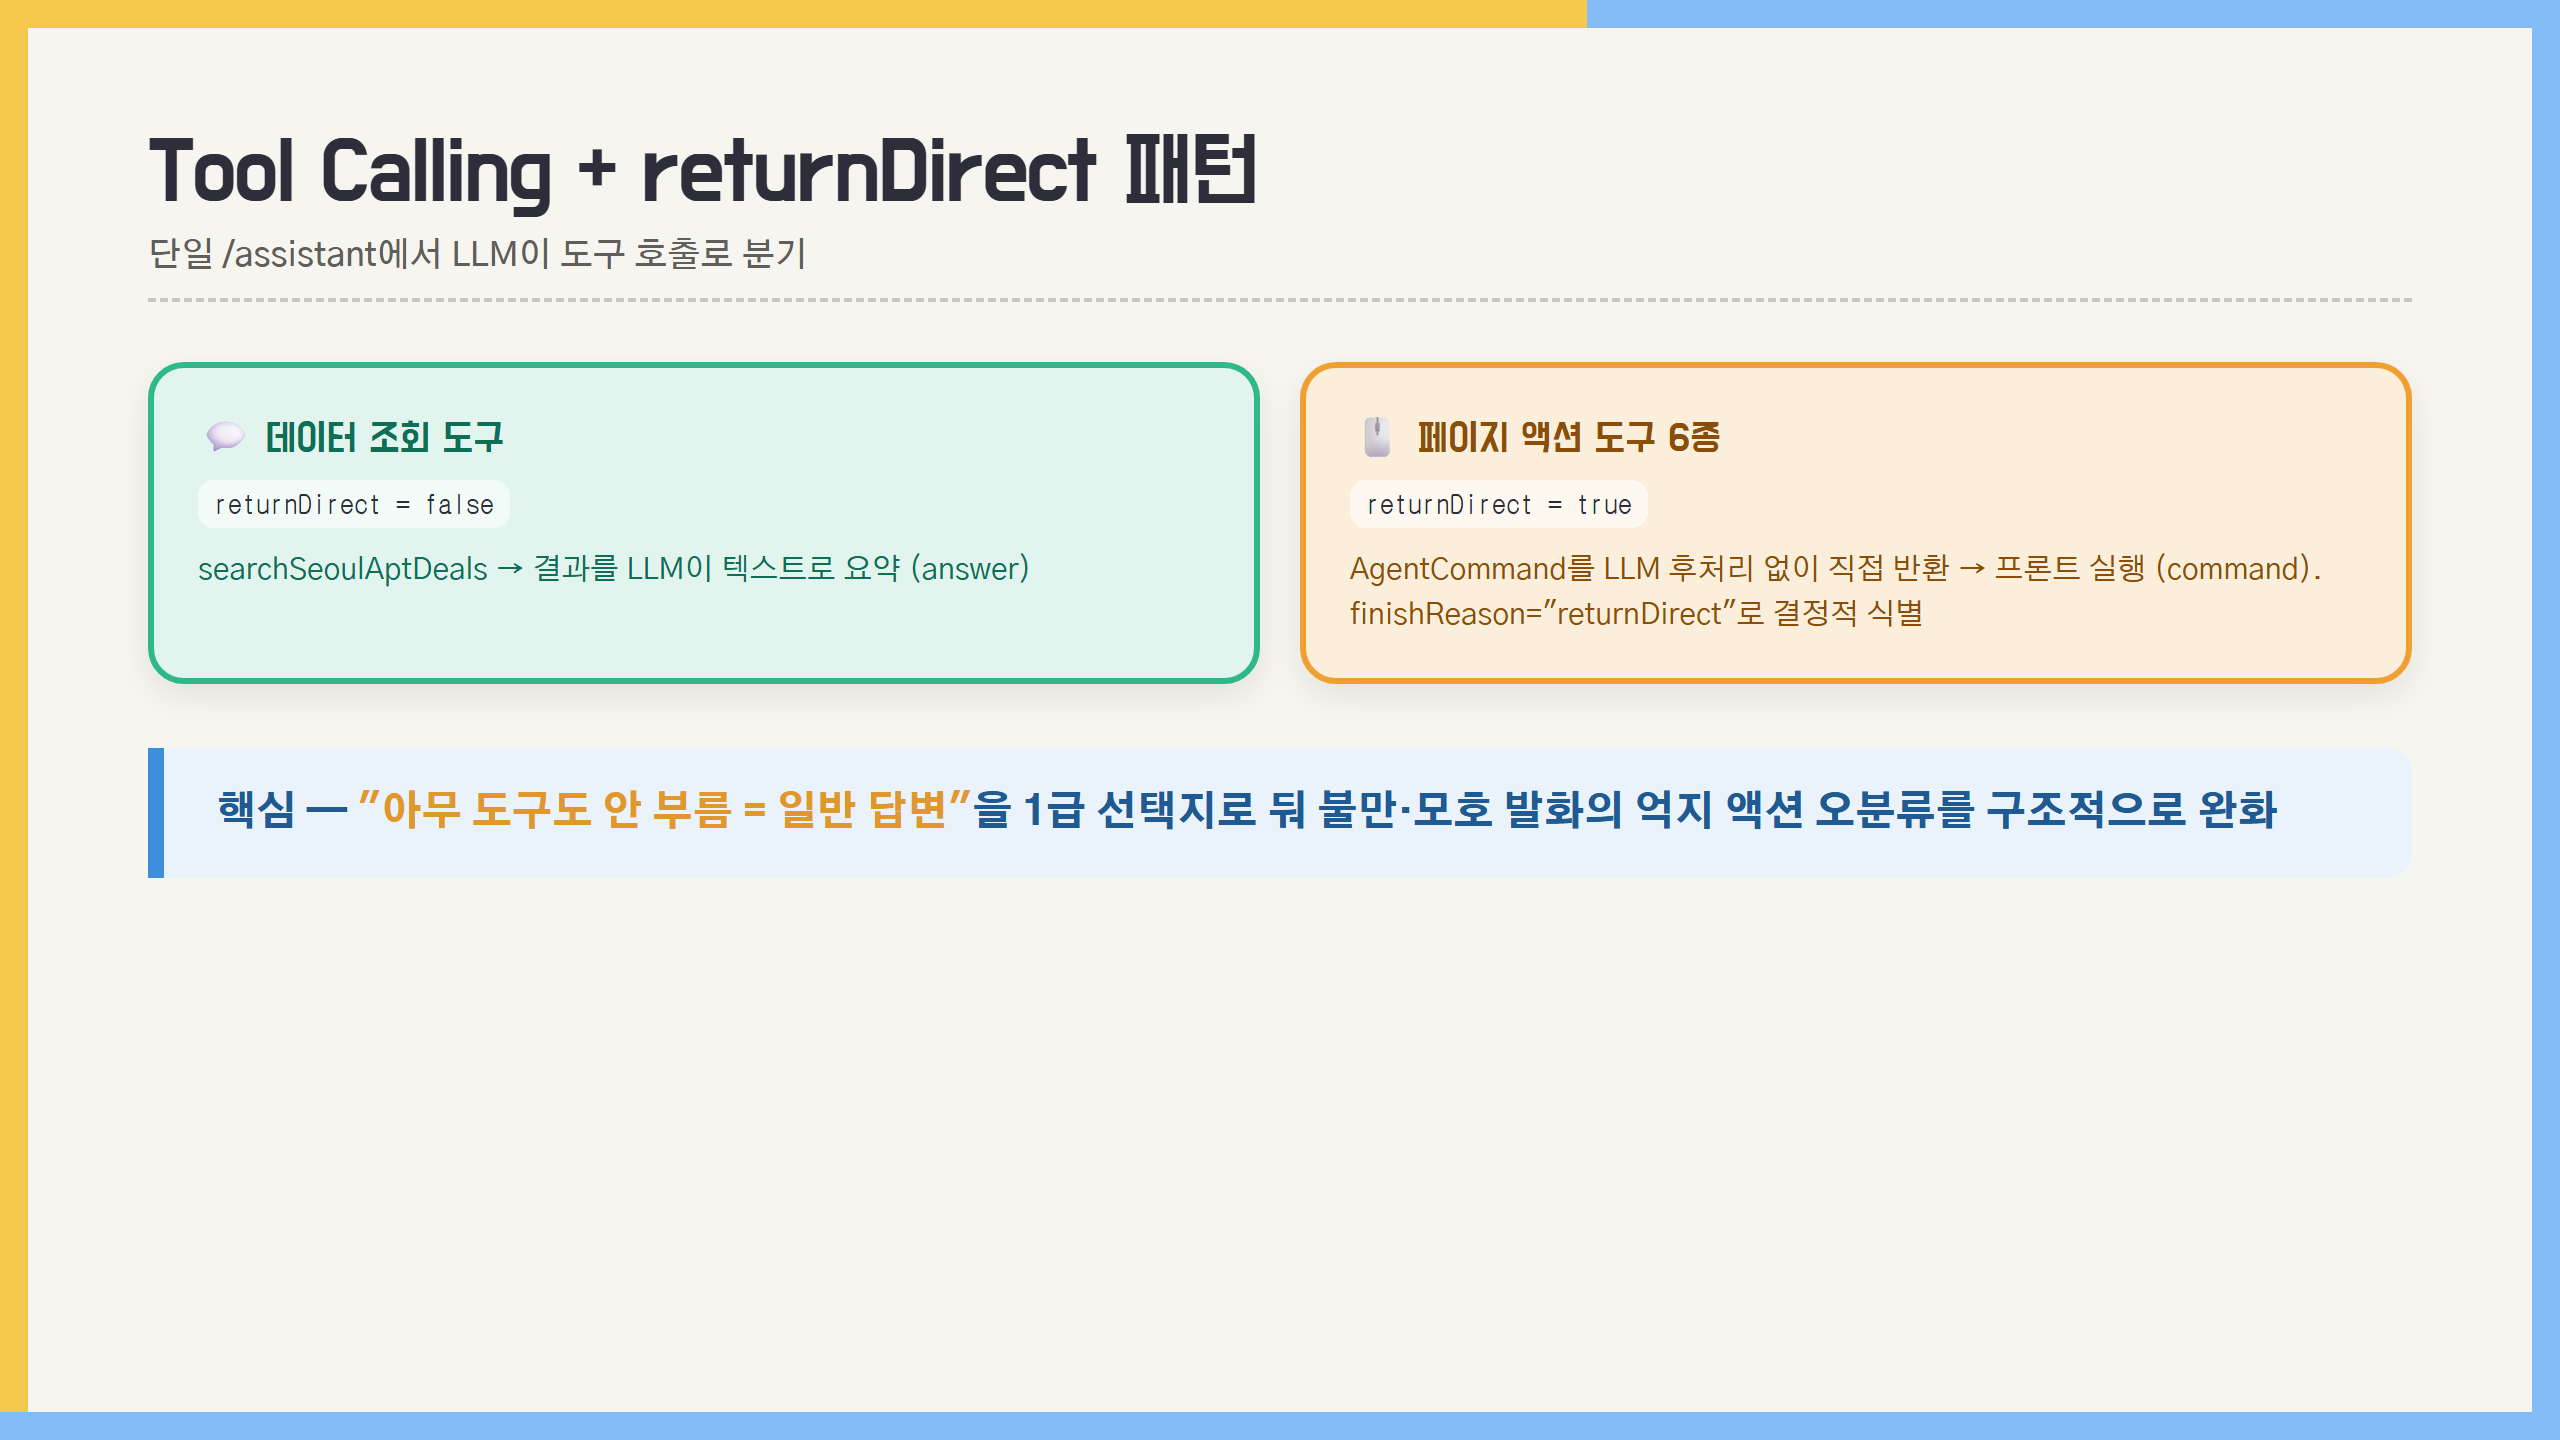 Tool Calling + returnDirect 패턴
단일 /assistant에서 LLM이 도구 호출로 분기
데이터 조회 도구
returnDirect = false
searchSeoulAptDeals → 결과를 LLM이 텍스트로 요약 (answer)
페이지 액션 도구 6종
returnDirect = true
AgentCommand를 LLM 후처리 없이 직접 반환 → 프론트 실행 (command).
finishReason="returnDirect"로 결정적 식별
핵심 — "아무 도구도 안 부름 = 일반 답변"을 1급 선택지로 둬 불만·모호 발화의 억지 액션 오분류를 구조적으로 완화